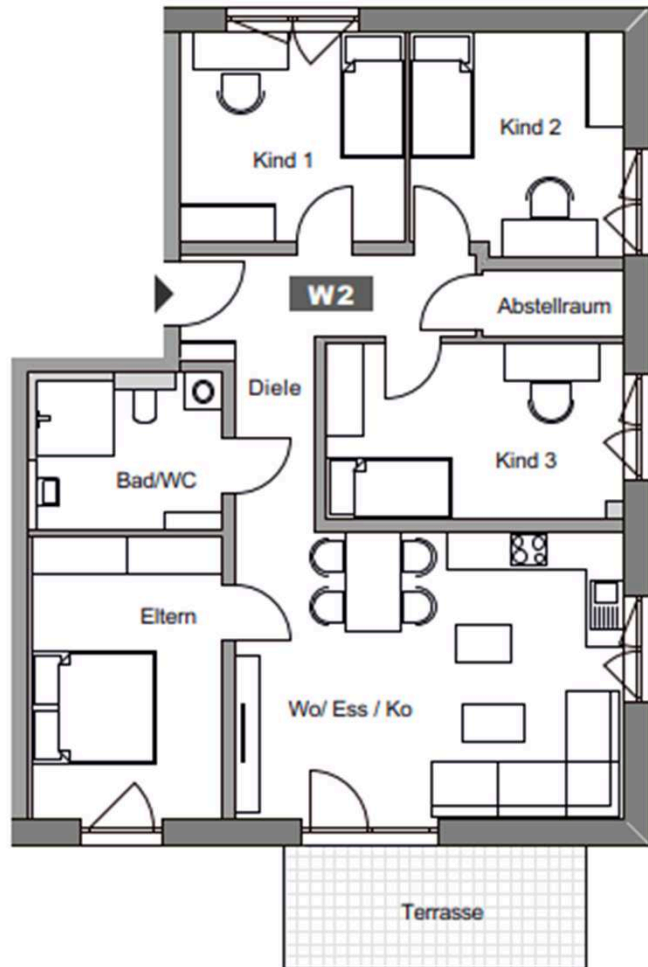 Kind 1
Kind 2
W2
Abstellraum
Diele
Bad/WC
Kind 3
Eltern
Wo/ Ess / Ko
Terrasse